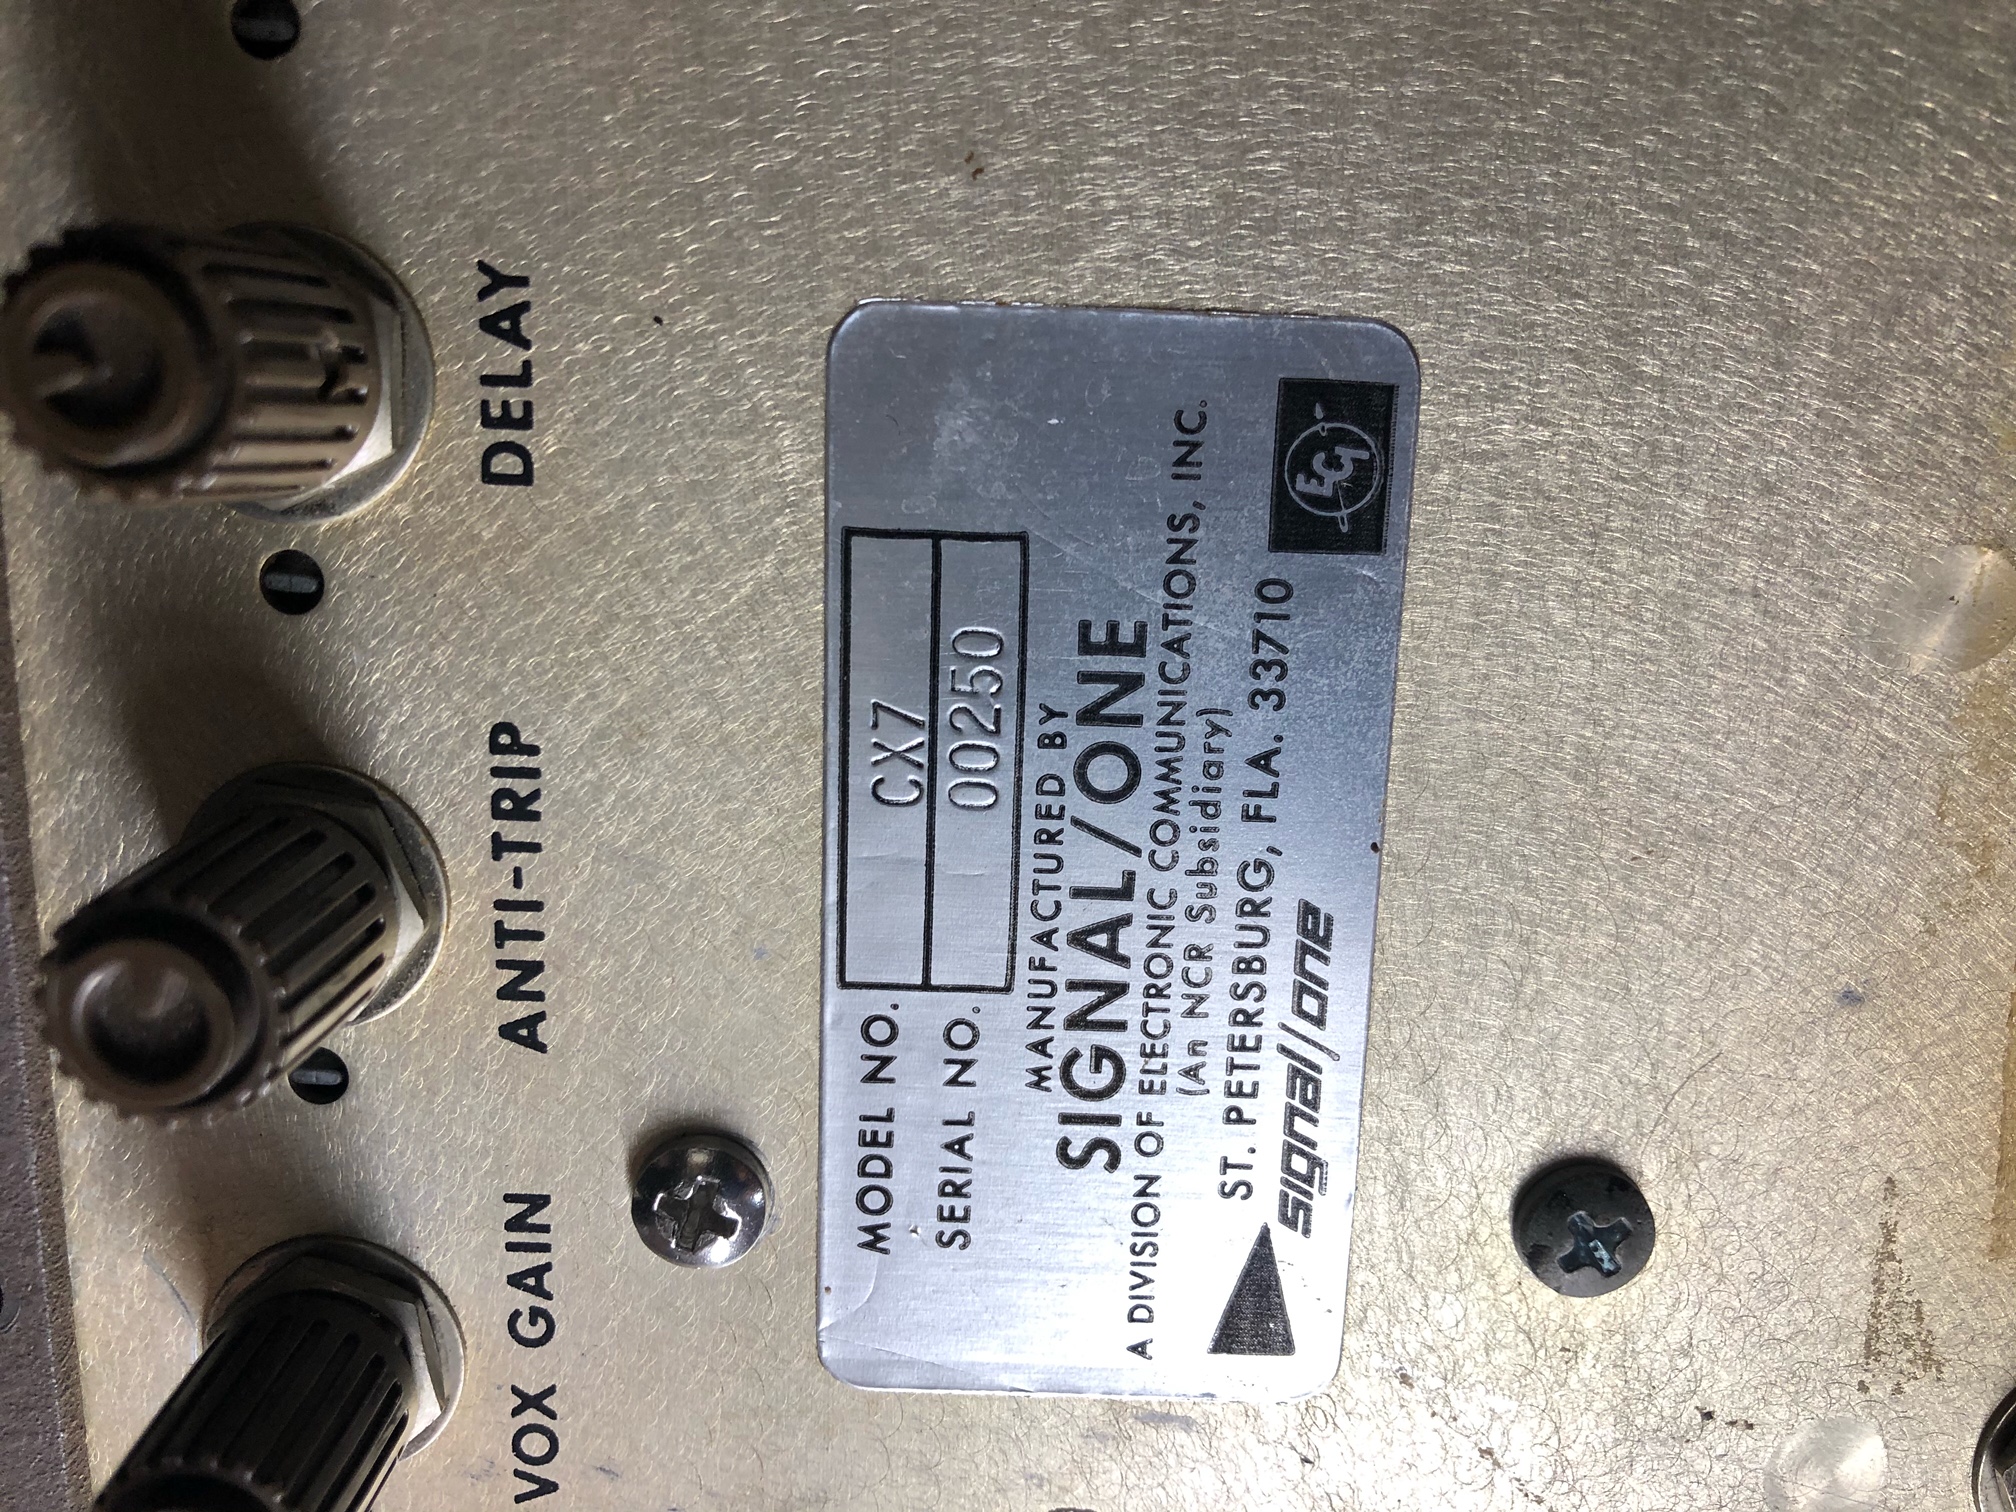 VOX GAIN
ANTI-TRIP
DELAY
MODEL NO. CX7
SERIAL NO. 00250
MANUFACTURED BY
SIGNAL/ONE
A DIVISION OF ELECTRONIC COMMUNICATIONS, INC.
(An NCR Subsidiary)
ST. PETERSBURG, FLA. 33710
signal/one
ECI